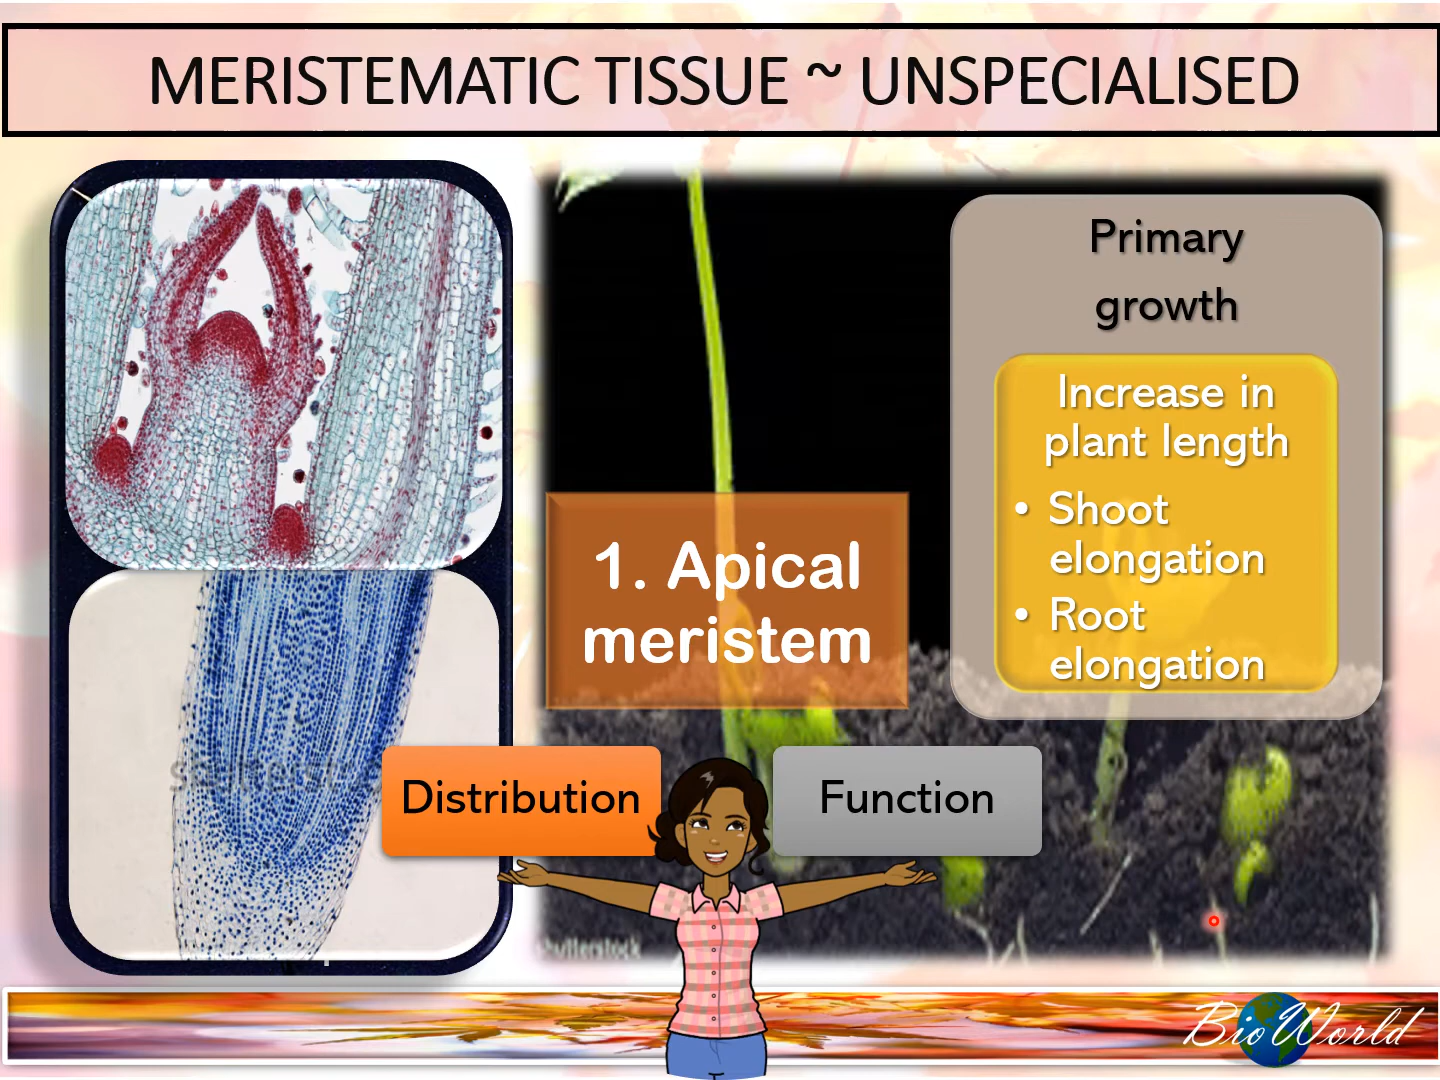 MERISTEMATIC TISSUE ~ UNSPECIALISED
Primary
growth
Increase in
plant length
• Shoot
elongation
• Root
elongation
1. Apical
meristem
Distribution
Function
shutterstock
BioWorld